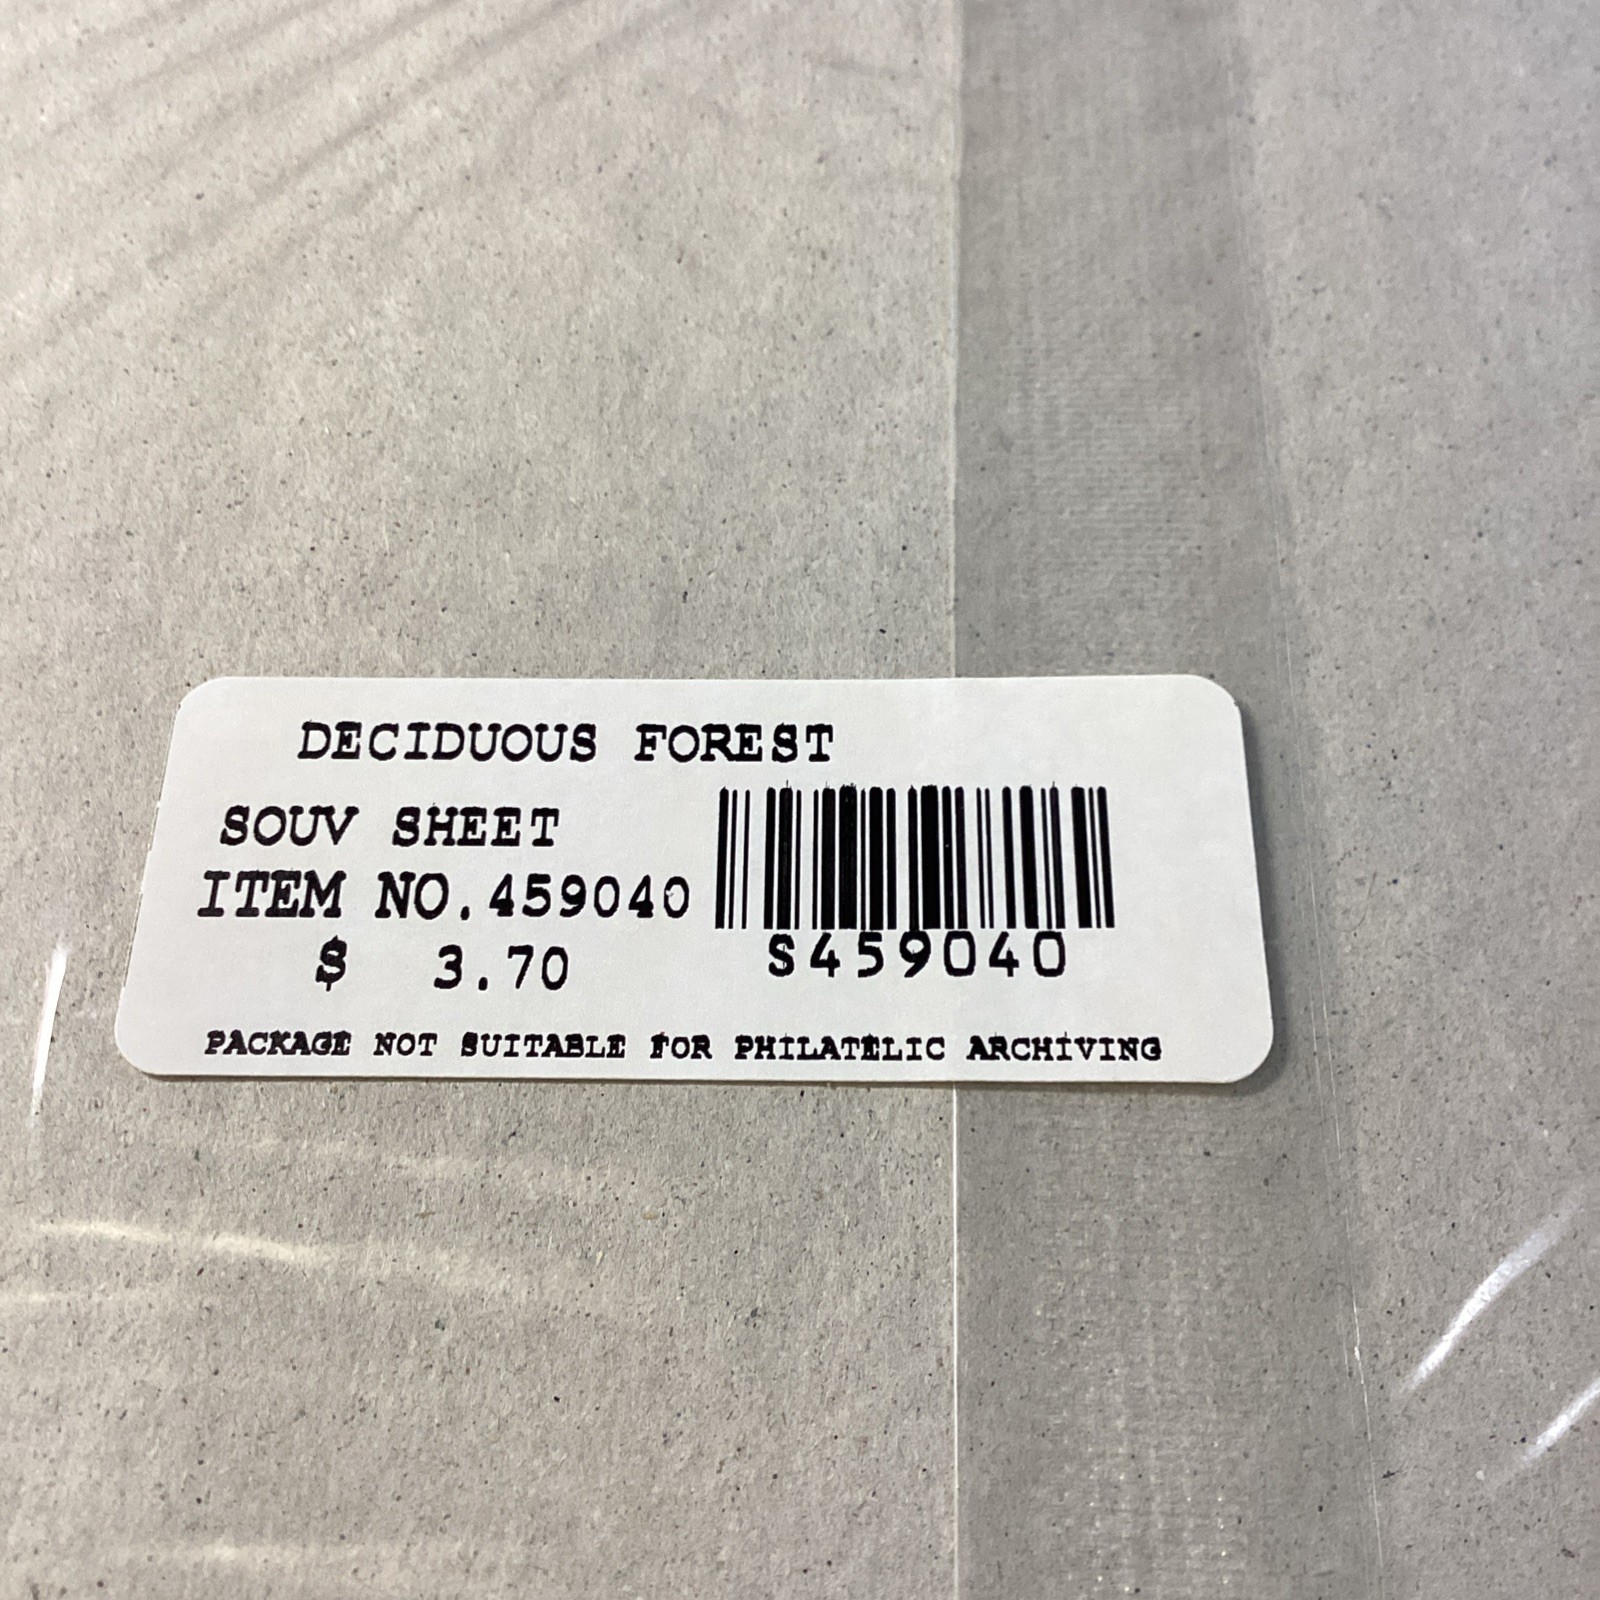 DECIDUOUS FOREST
SOUV SHEET
ITEM NO.459040
$ 3.70
S459040
PACKAGE NOT SUITABLE FOR PHILATELIC ARCHIVING